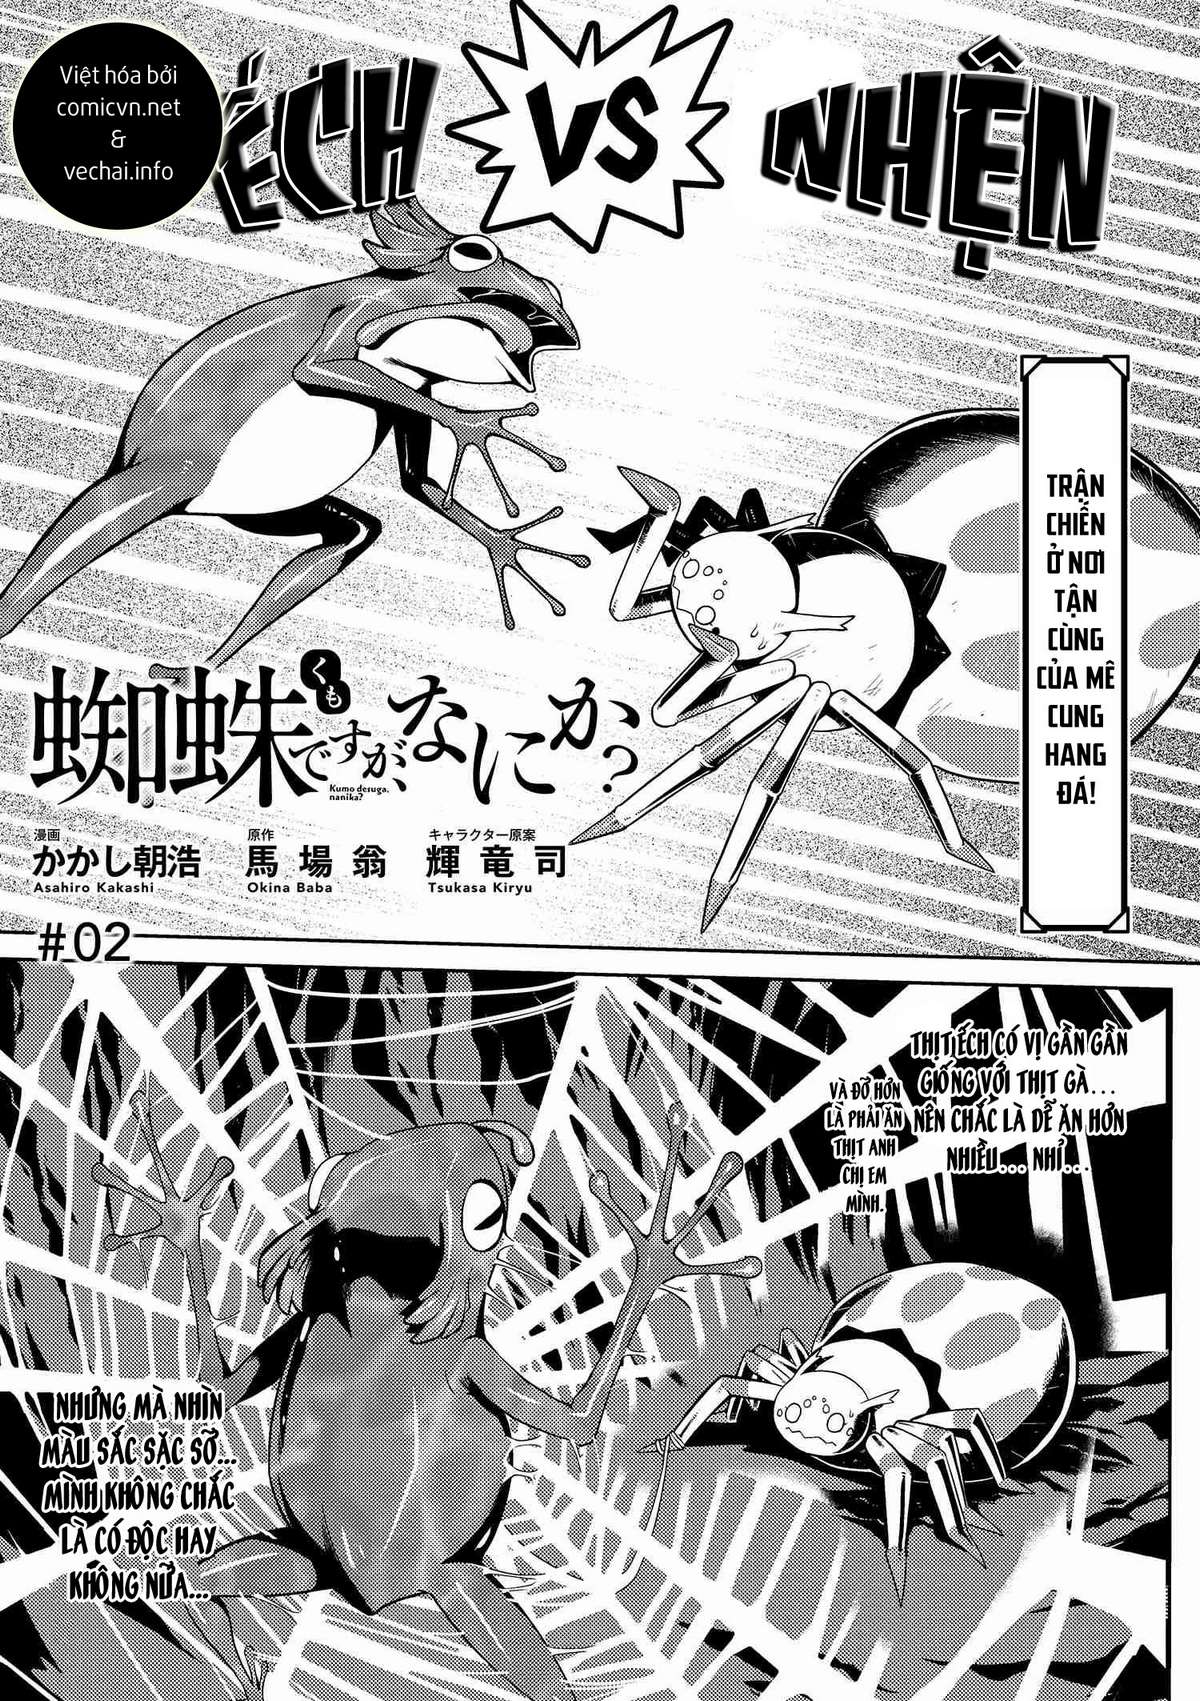 Việt hóa bởi
comicvn.net
&
vechai.info
ẾCH
VS
NHỆN
TRẬN
CHIẾN
Ở NƠI
TẬN
CÙNG
CỦA MÊ
CUNG
HANG
ĐÁ!
蜘蛛ですが、なにか?
くも
Kumo desuga,
nanika?
漫画
かかし朝浩
Asahiro Kakashi
原作
馬場翁
Okina Baba
キャラクター原案
輝竜司
Tsukasa Kiryu
#02
THỊT ẾCH CÓ VỊ GẦN GẦN
GIỐNG VỚI THỊT GÀ...
NÊN CHẮC LÀ DỄ ĂN HƠN
NHIỀU... NHỈ...
VÀ ĐỠ HƠN
LÀ PHẢI ĂN
THỊT ANH
CHỊ EM
MÌNH.
NHƯNG MÀ NHÌN
MÀU SẮC SẶC SỠ...
MÌNH KHÔNG CHẮC
LÀ CÓ ĐỘC HAY
KHÔNG NỮA...